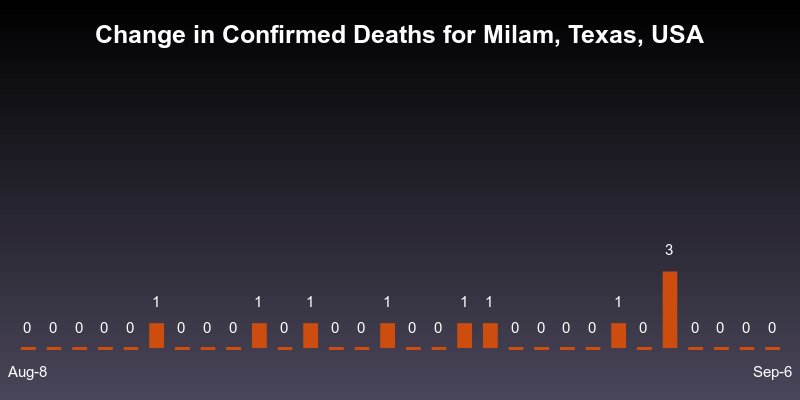 Change in Confirmed Deaths for Milam, Texas, USA
3
1 1 1 1 1 1 1
0 0 0 0 0 0 0 0 0 0 0 0 0 0 0 0 0 0 0 0 0 0
Aug-8 Sep-6